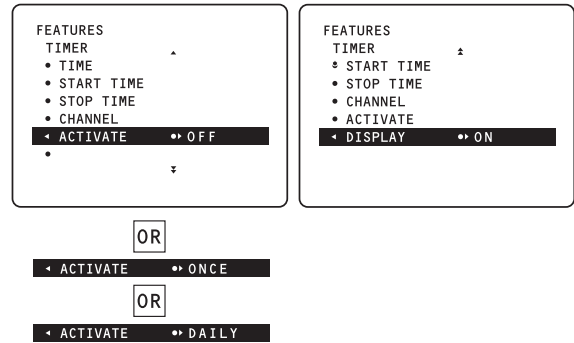 FEATURES
TIMER
• TIME
• START TIME
• STOP TIME
• CHANNEL
ACTIVATE OFF
•
OR
ACTIVATE ONCE
OR
ACTIVATE DAILY
FEATURES
TIMER
• START TIME
• STOP TIME
• CHANNEL
• ACTIVATE
DISPLAY ON